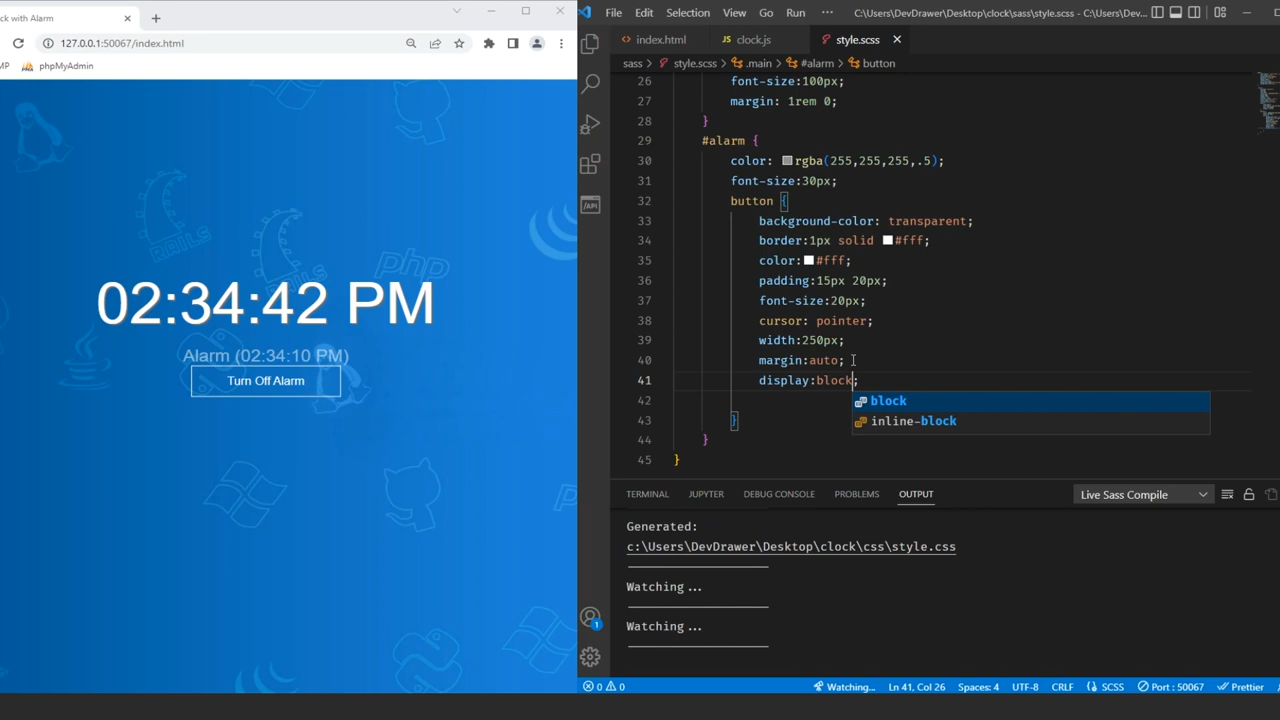 ck with Alarm
127.0.0.1:50067/index.html
MP phpMyAdmin
RAILS
RAILS
php
02:34:42 PM
Alarm (02:34:10 PM)
Turn Off Alarm
File Edit Selection View Go Run ··· C:\Users\DevDrawer\Desktop\clock\sass\style.scss - C:\Users\Dev...
index.html JS clock.js style.scss
sass > style.scss > .main > #alarm > button
26 font-size:100px;
27 margin: 1rem 0;
28 }
29 #alarm {
30 color: rgba(255,255,255,.5);
31 font-size:30px;
32 button {
33 background-color: transparent;
34 border:1px solid #fff;
35 color:#fff;
36 padding:15px 20px;
37 font-size:20px;
38 cursor: pointer;
39 width:250px;
40 margin:auto;
41 display:block;
block
42
inline-block
43 }
44 }
45 }
/API
TERMINAL JUPYTER DEBUG CONSOLE PROBLEMS OUTPUT Live Sass Compile
Generated:
c:\Users\DevDrawer\Desktop\clock\css\style.css
Watching...
Watching...
1
0 0 Watching... Ln 41, Col 26 Spaces: 4 UTF-8 CRLF SCSS Port : 50067 Prettier